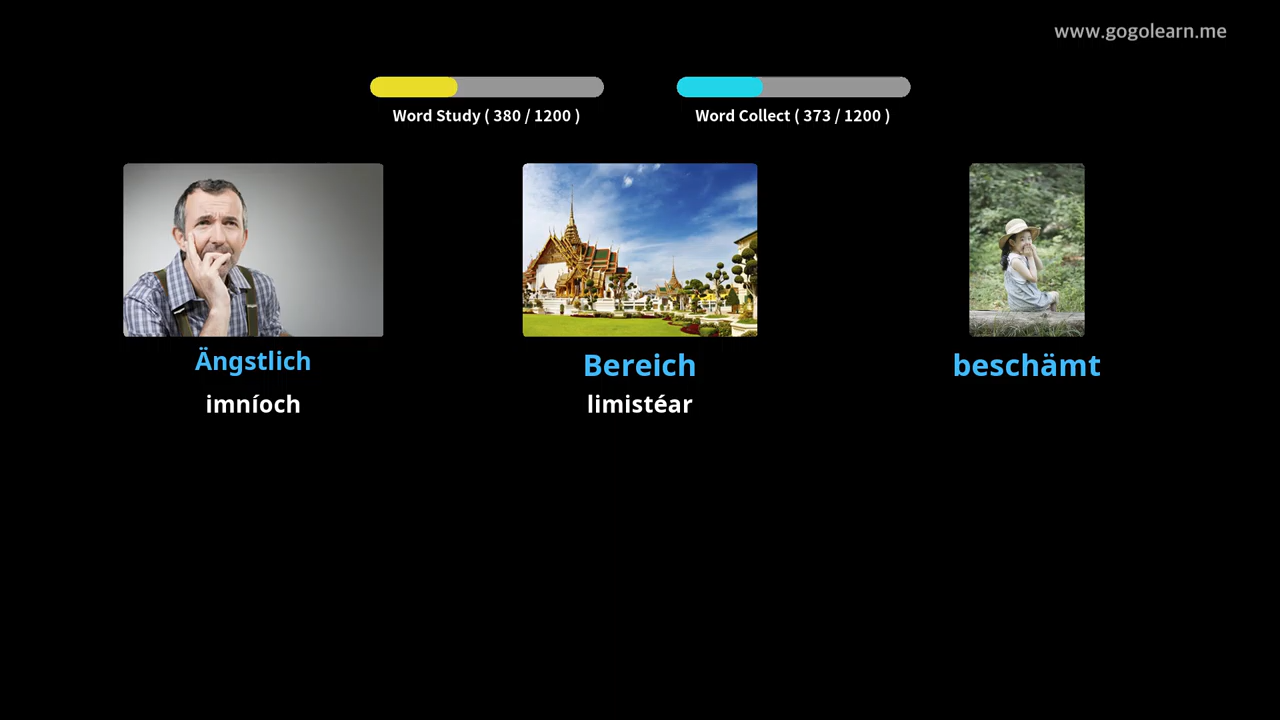 www.gogolearn.me
Word Study ( 380 / 1200 )
Word Collect ( 373 / 1200 )
Ängstlich
imníoch
Bereich
limistéar
beschämt